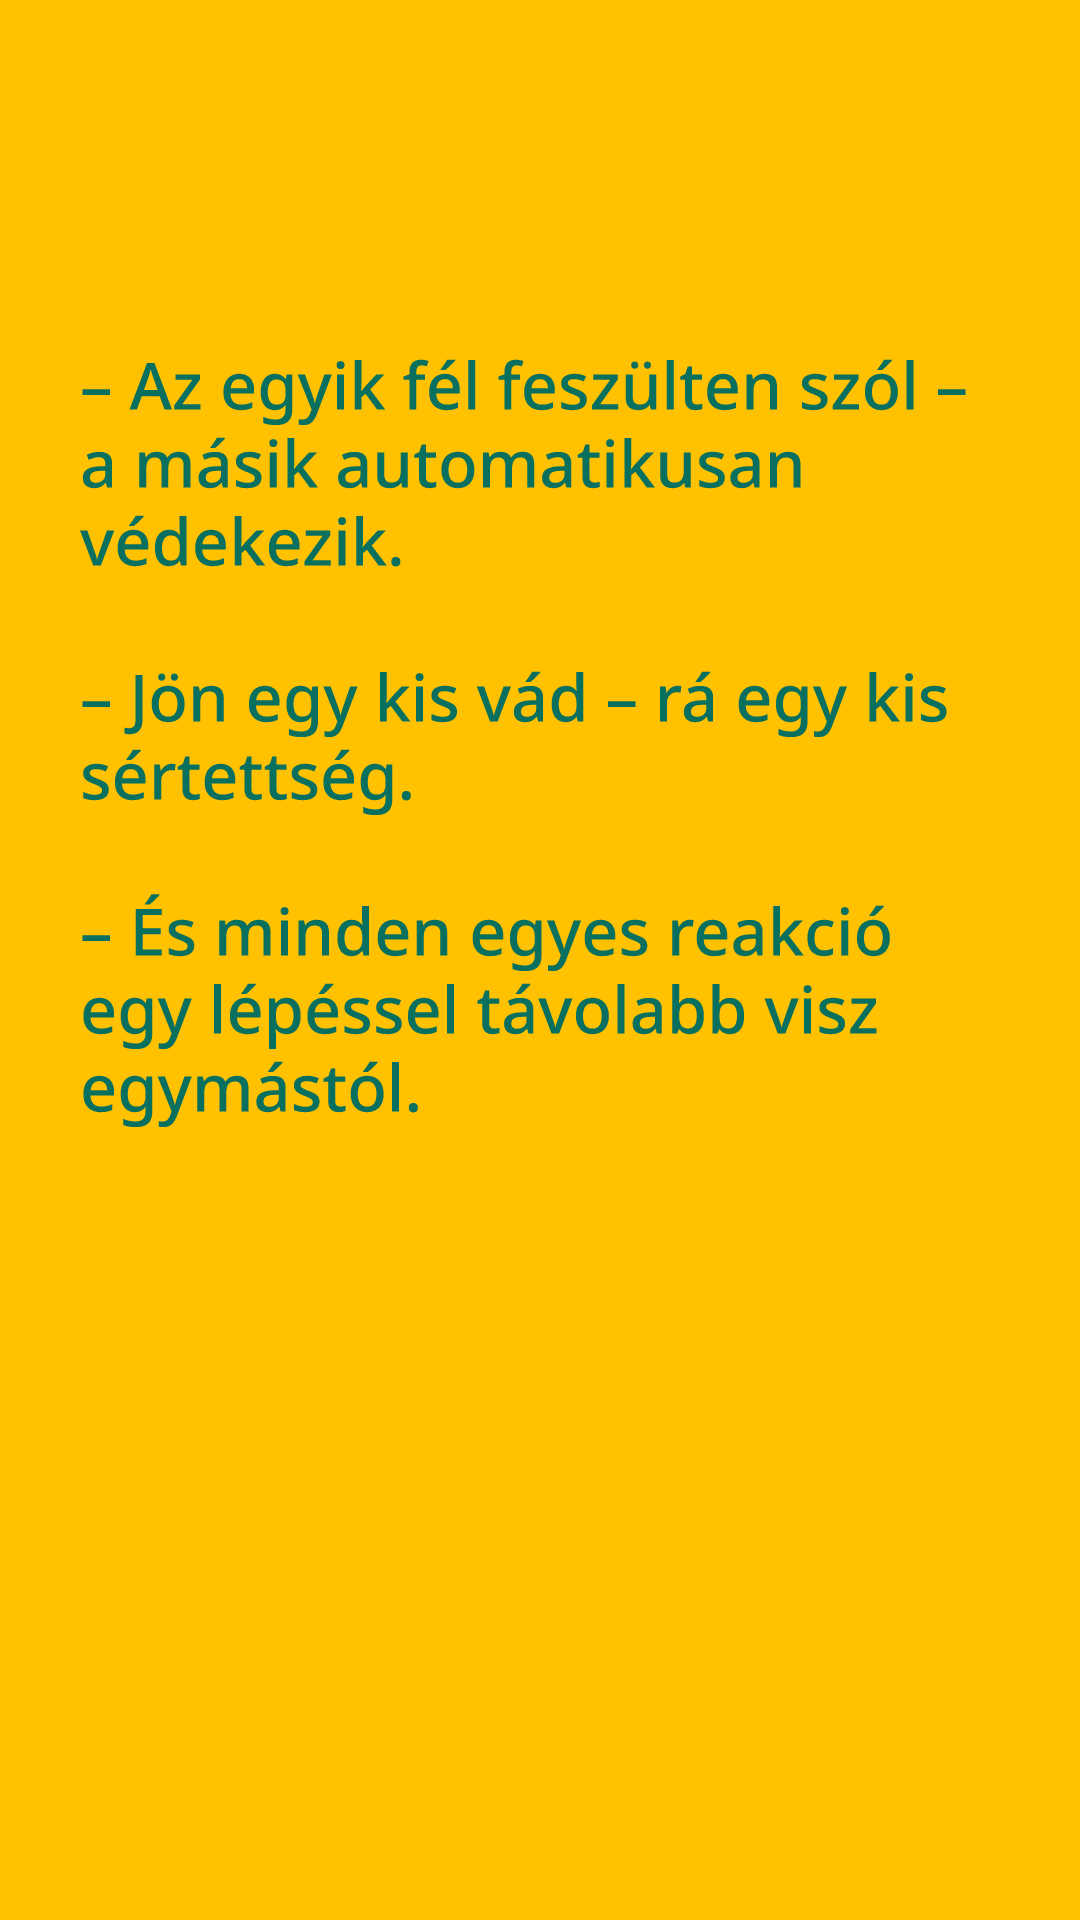 – Az egyik fél feszülten szól –
a másik automatikusan
védekezik.
– Jön egy kis vád – rá egy kis
sértettség.
– És minden egyes reakció
egy lépéssel távolabb visz
egymástól.